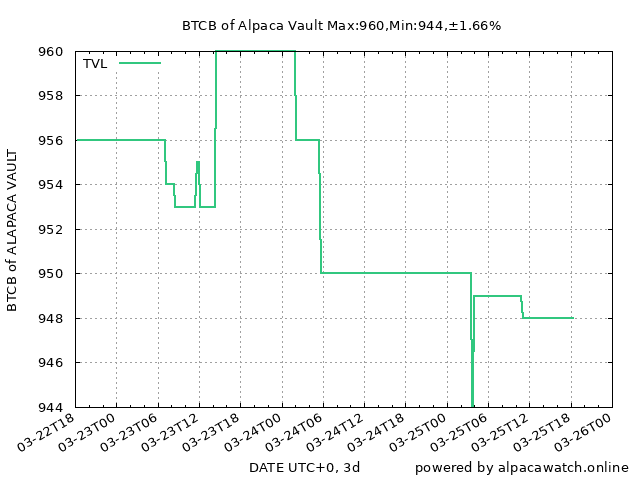 BTCB of Alpaca Vault Max:960,Min:944,±1.66%
TVL
960
958
956
954
952
950
948
946
944
BTCB of ALAPACA VAULT
03-22T18
03-23T00
03-23T06
03-23T12
03-23T18
03-24T00
03-24T06
03-24T12
03-24T18
03-25T00
03-25T06
03-25T12
03-25T18
03-26T00
DATE UTC+0, 3d
powered by alpacawatch.online